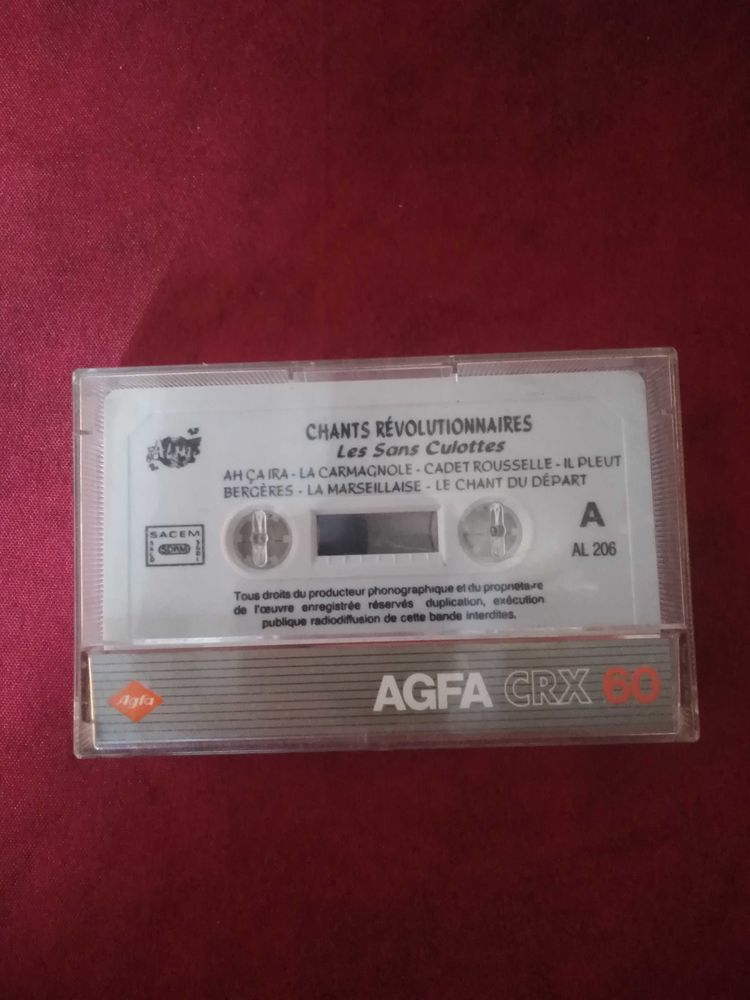 CHANTS RÉVOLUTIONNAIRES
Les Sans Culottes
AH ÇA IRA - LA CARMAGNOLE - CADET ROUSSELLE - IL PLEUT
BERGÈRES - LA MARSEILLAISE - LE CHANT DU DÉPART
A
AL 206
SACEM
SDRM
Tous droits du producteur phonographique et du propriétaire
de l'œuvre enregistrée réservés duplication, exécution
publique radiodiffusion de cette bande interdites.
Agfa
AGFA CRX 60